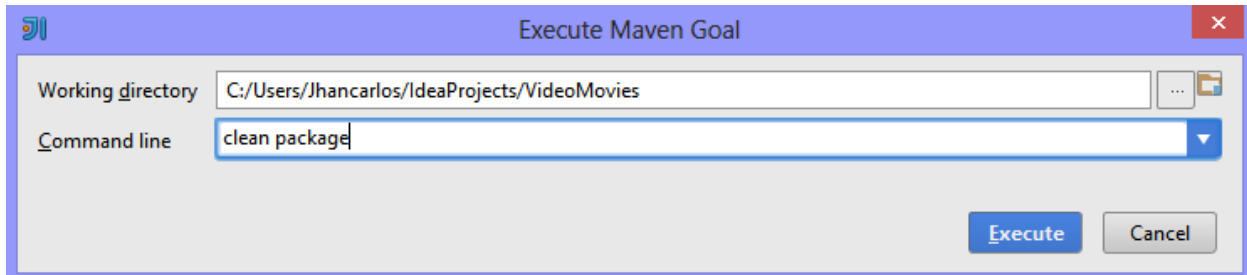 Execute Maven Goal
Working directory C:/Users/Jhancarlos/IdeaProjects/VideoMovies ...
Command line clean package
Execute Cancel